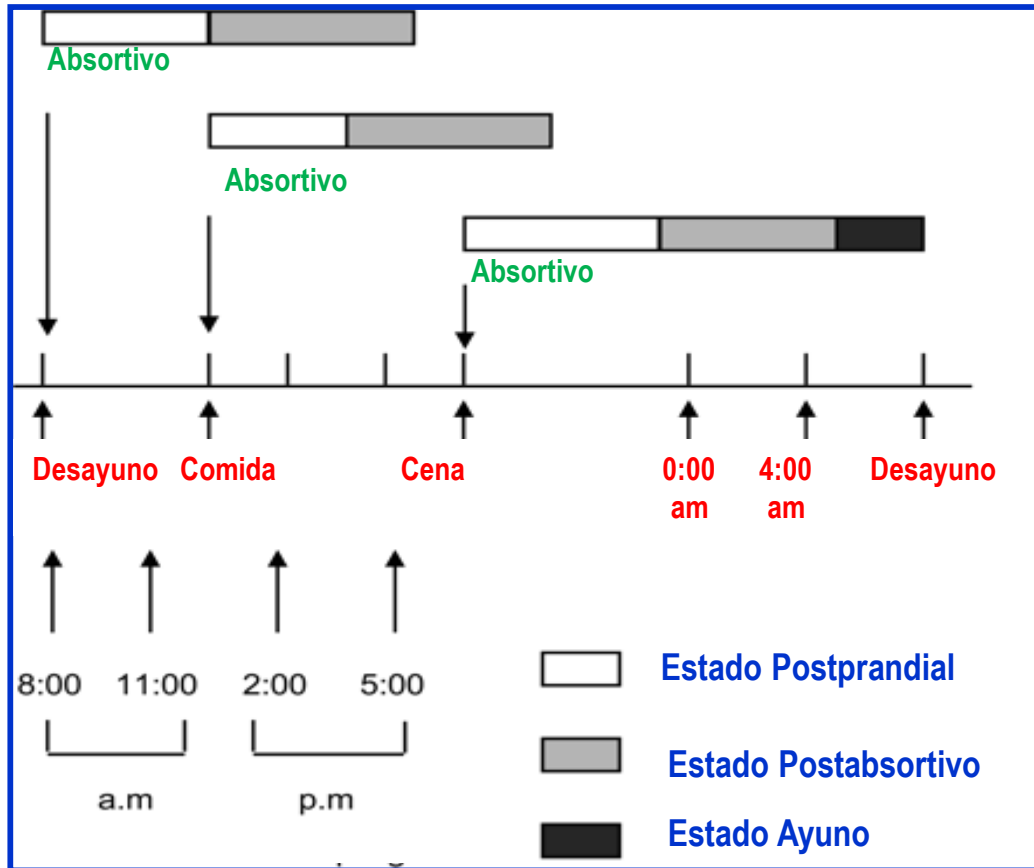 Absortivo
Absortivo
Absortivo
Desayuno Comida Cena 0:00 4:00 Desayuno
am am
8:00 11:00 2:00 5:00
a.m p.m
Estado Postprandial
Estado Postabsortivo
Estado Ayuno